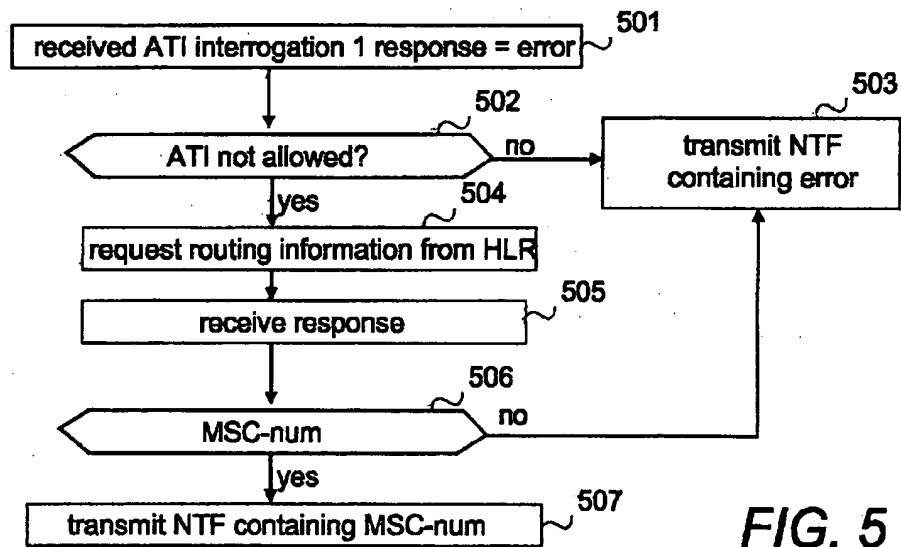 received ATI interrogation 1 response = error
501
502
ATI not allowed?
no
503
transmit NTF
containing error
yes
504
request routing information from HLR
505
receive response
506
MSC-num
no
yes
507
transmit NTF containing MSC-num
FIG. 5